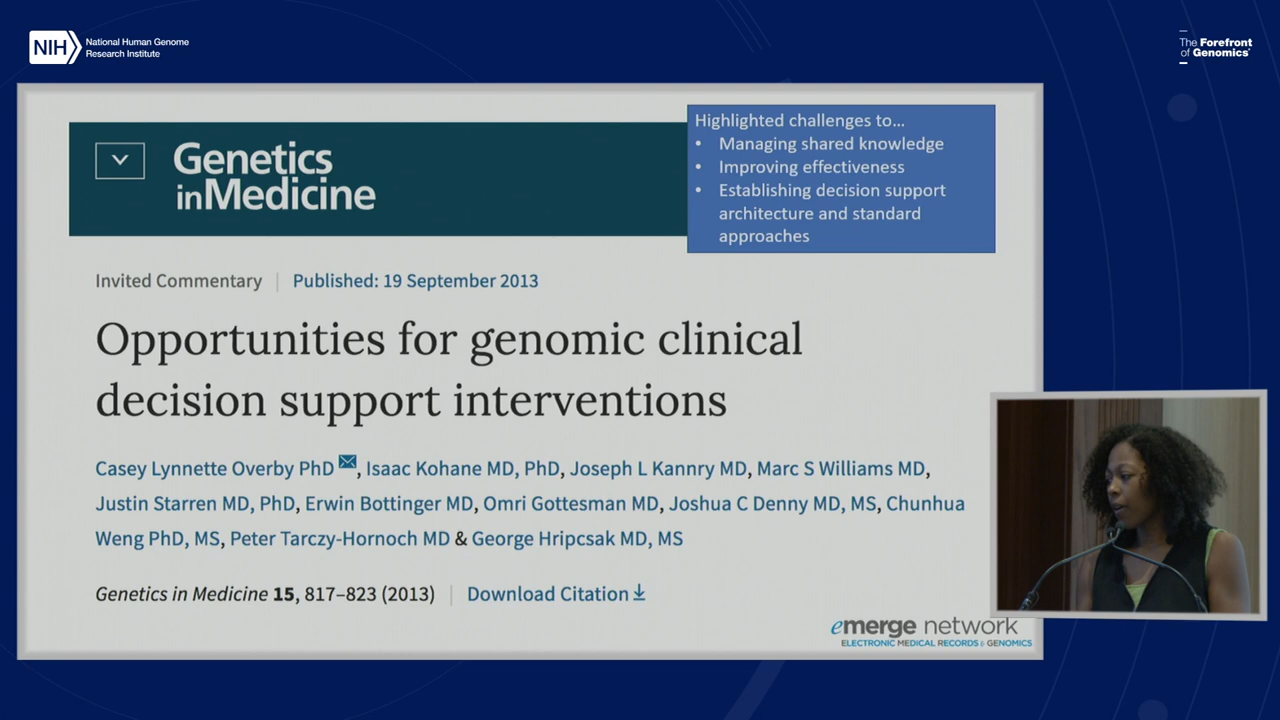 NIH
National Human Genome
Research Institute
The Forefront
of Genomics
Genetics
inMedicine
Highlighted challenges to…
• Managing shared knowledge
• Improving effectiveness
• Establishing decision support
architecture and standard
approaches
Invited Commentary | Published: 19 September 2013
Opportunities for genomic clinical
decision support interventions
Casey Lynnette Overby PhD, Isaac Kohane MD, PhD, Joseph L Kannry MD, Marc S Williams MD,
Justin Starren MD, PhD, Erwin Bottinger MD, Omri Gottesman MD, Joshua C Denny MD, MS, Chunhua
Weng PhD, MS, Peter Tarczy-Hornoch MD & George Hripcsak MD, MS
Genetics in Medicine 15, 817–823 (2013) | Download Citation
emerge network
ELECTRONIC MEDICAL RECORDS & GENOMICS